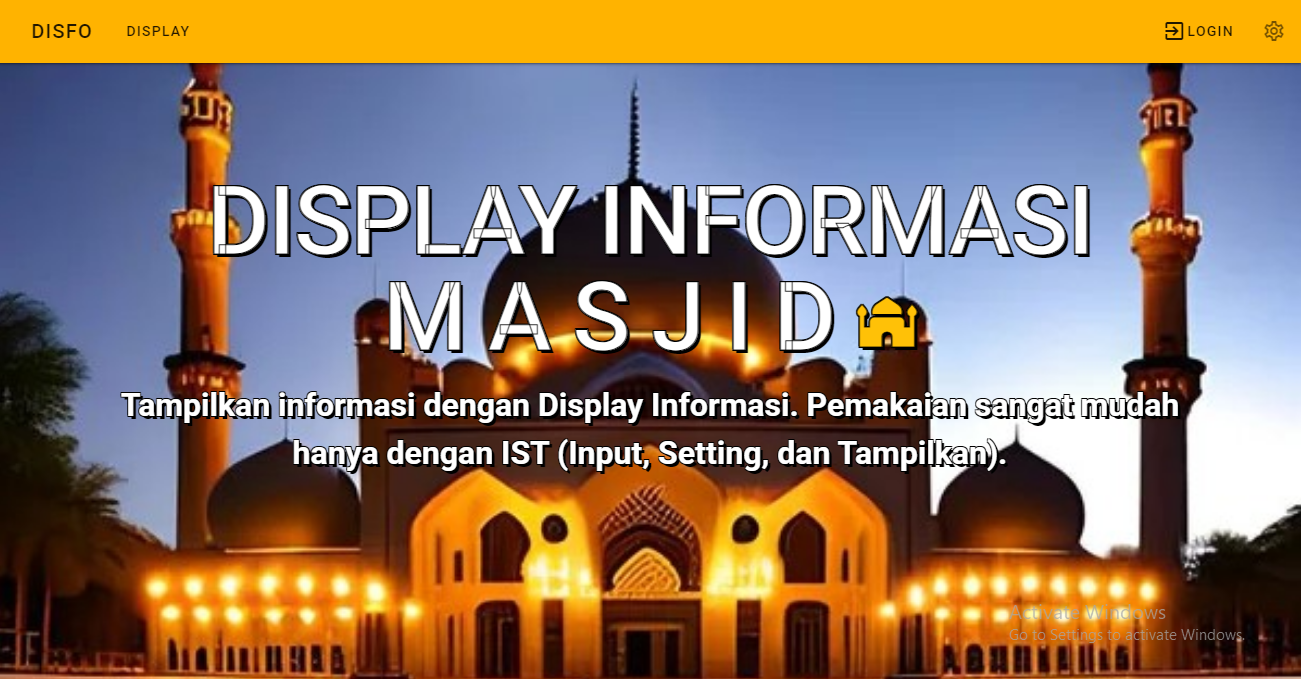 DISFO
DISPLAY
LOGIN
DISPLAY INFORMASI
MASJID
Tampilkan informasi dengan Display Informasi. Pemakaian sangat mudah
hanya dengan IST (Input, Setting, dan Tampilkan).
Activate Windows
Go to Settings to activate Windows.